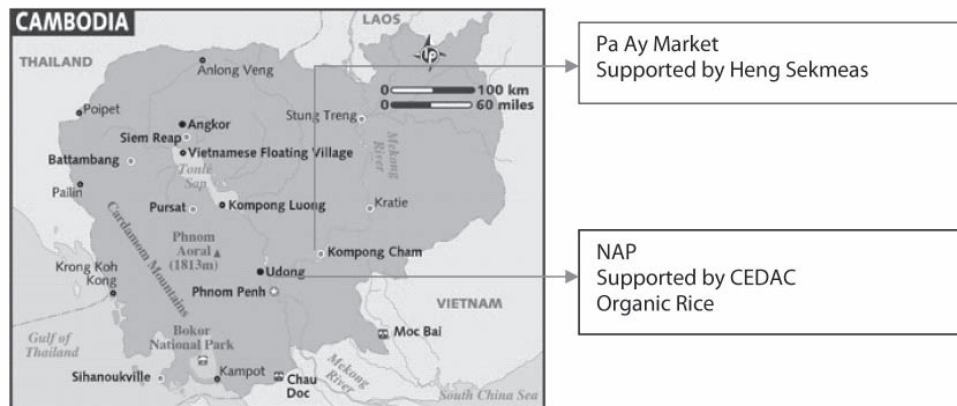 CAMBODIA
LAOS
THAILAND
Anlong Veng
0 100 km
0 60 miles
Poipet
Stung Treng
Angkor
Siem Reap
Vietnamese Floating Village
Battambang
Tonlé
Sap
Mekong
River
Pailin
Pursat
Kompong Luong
Kratie
Cardamom Mountains
Phnom
Aoral
(1813m)
Kompong Cham
Krong Koh
Kong
Udong
Phnom Penh
VIETNAM
Gulf of
Thailand
Bokor
National Park
Moc Bai
Sihanoukville
Kampot
Chau
Doc
Mekong
River
South China Sea
Pa Ay Market
Supported by Heng Sekmeas
NAP
Supported by CEDAC
Organic Rice